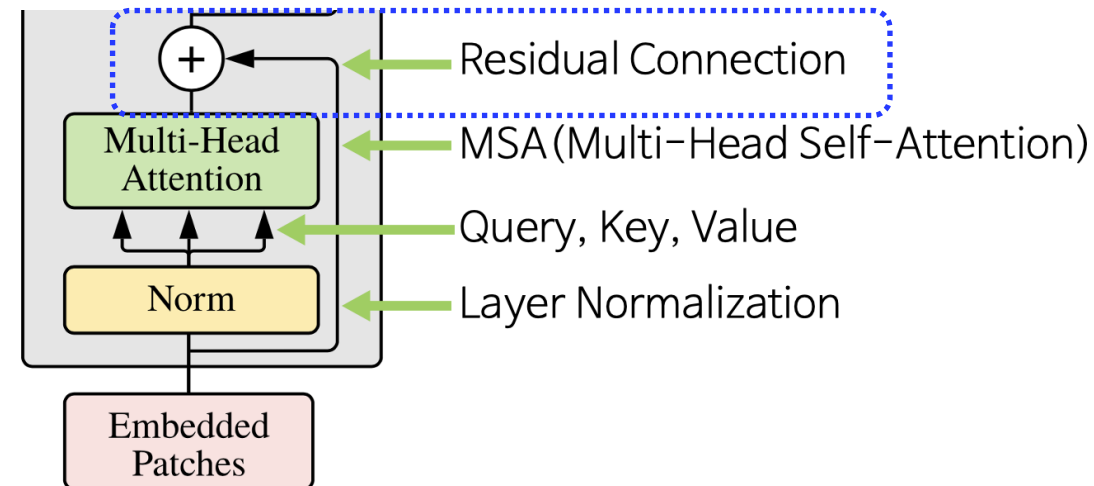 +
Residual Connection
Multi-Head
Attention
MSA(Multi-Head Self-Attention)
Query, Key, Value
Norm
Layer Normalization
Embedded
Patches